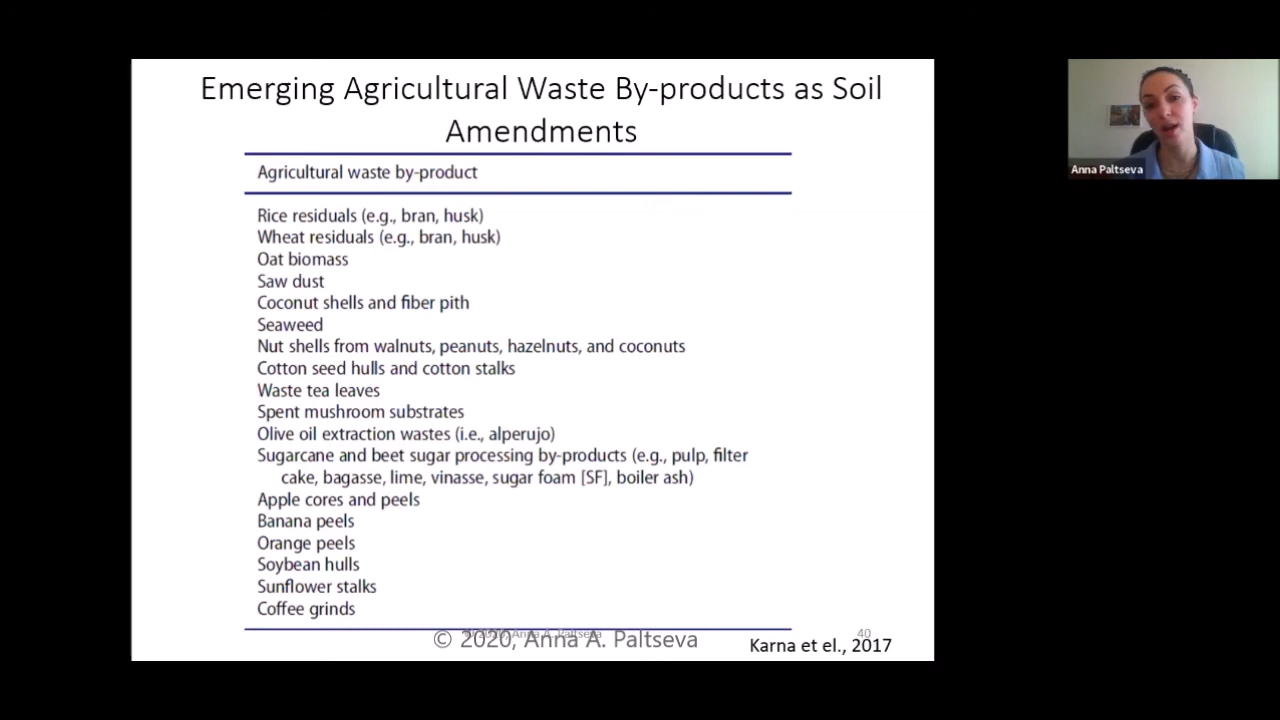 Emerging Agricultural Waste By-products as Soil
Amendments
Agricultural waste by-product
Rice residuals (e.g., bran, husk)
Wheat residuals (e.g., bran, husk)
Oat biomass
Saw dust
Coconut shells and fiber pith
Seaweed
Nut shells from walnuts, peanuts, hazelnuts, and coconuts
Cotton seed hulls and cotton stalks
Waste tea leaves
Spent mushroom substrates
Olive oil extraction wastes (i.e., alperujo)
Sugarcane and beet sugar processing by-products (e.g., pulp, filter
cake, bagasse, lime, vinasse, sugar foam [SF], boiler ash)
Apple cores and peels
Banana peels
Orange peels
Soybean hulls
Sunflower stalks
Coffee grinds
© 2020, Anna A. Paltseva
40
Karna et el., 2017
Anna Paltseva